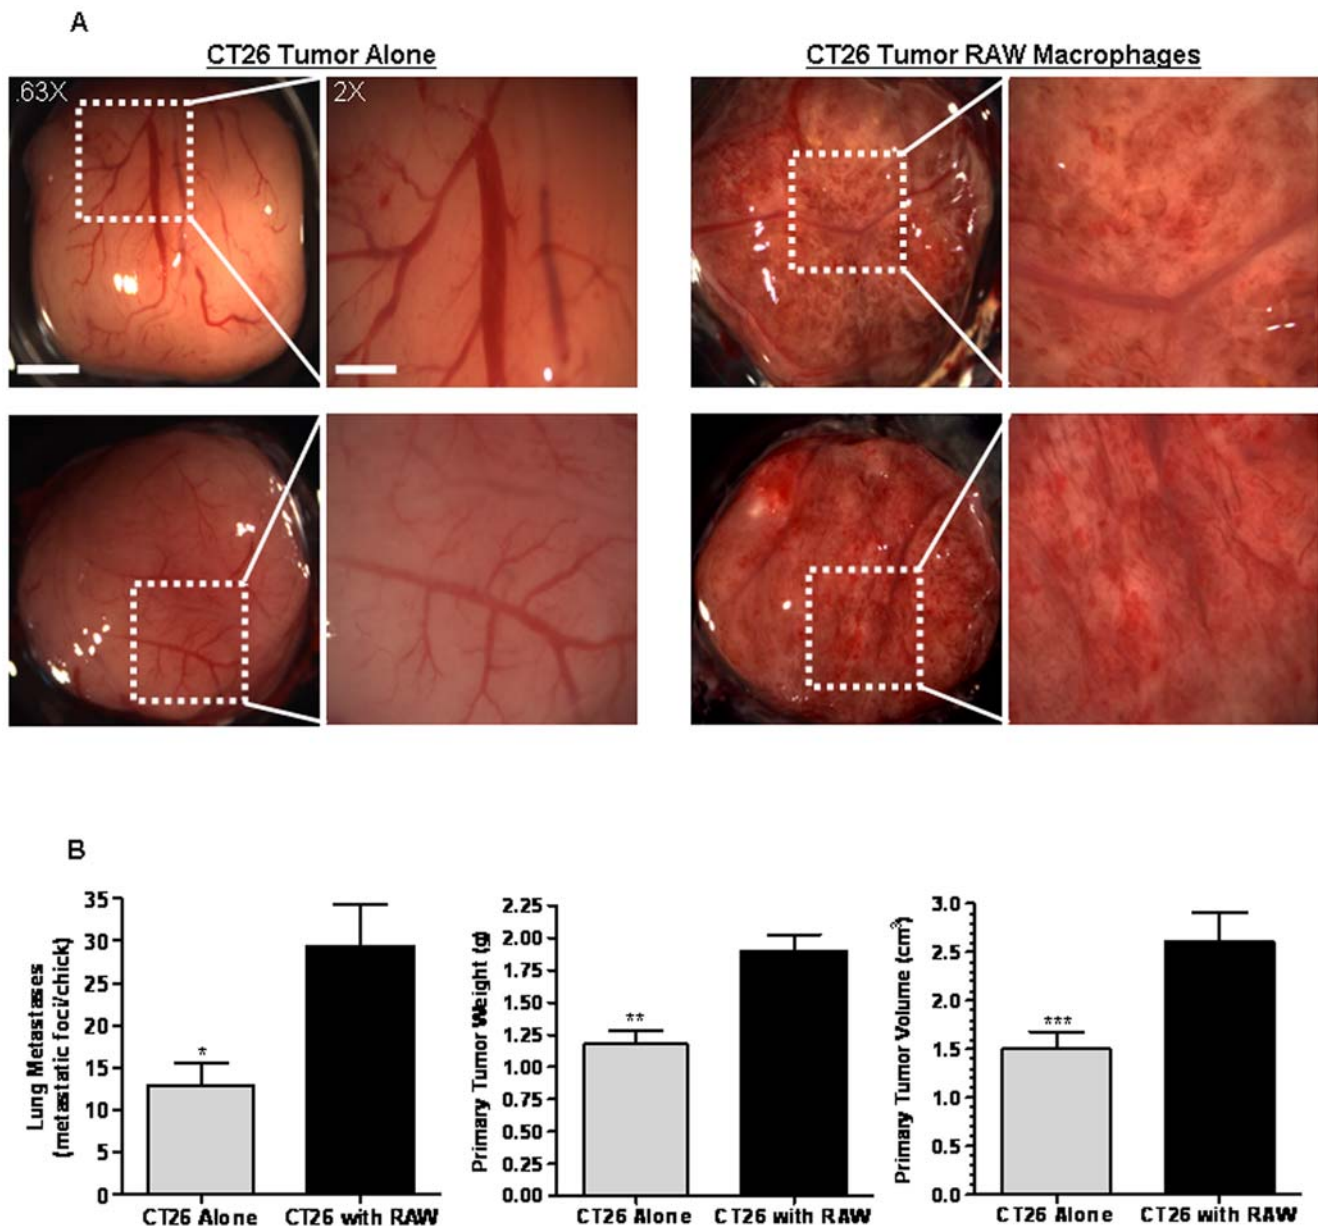 A
CT26 Tumor Alone
CT26 Tumor RAW Macrophages
.63X
2X
B
Lung Metastases
(metastatic foci/chick)
35
30
25
20
15
10
5
0
*
CT26 Alone
CT26 with RAW
Primary Tumor Weight (g)
2.25
2.00
1.75
1.50
1.25
1.00
0.75
0.50
0.25
0.00
**
CT26 Alone
CT26 with RAW
Primary Tumor Volume (cm³)
3.0
2.5
2.0
1.5
1.0
0.5
0.0
***
CT26 Alone
CT26 with RAW